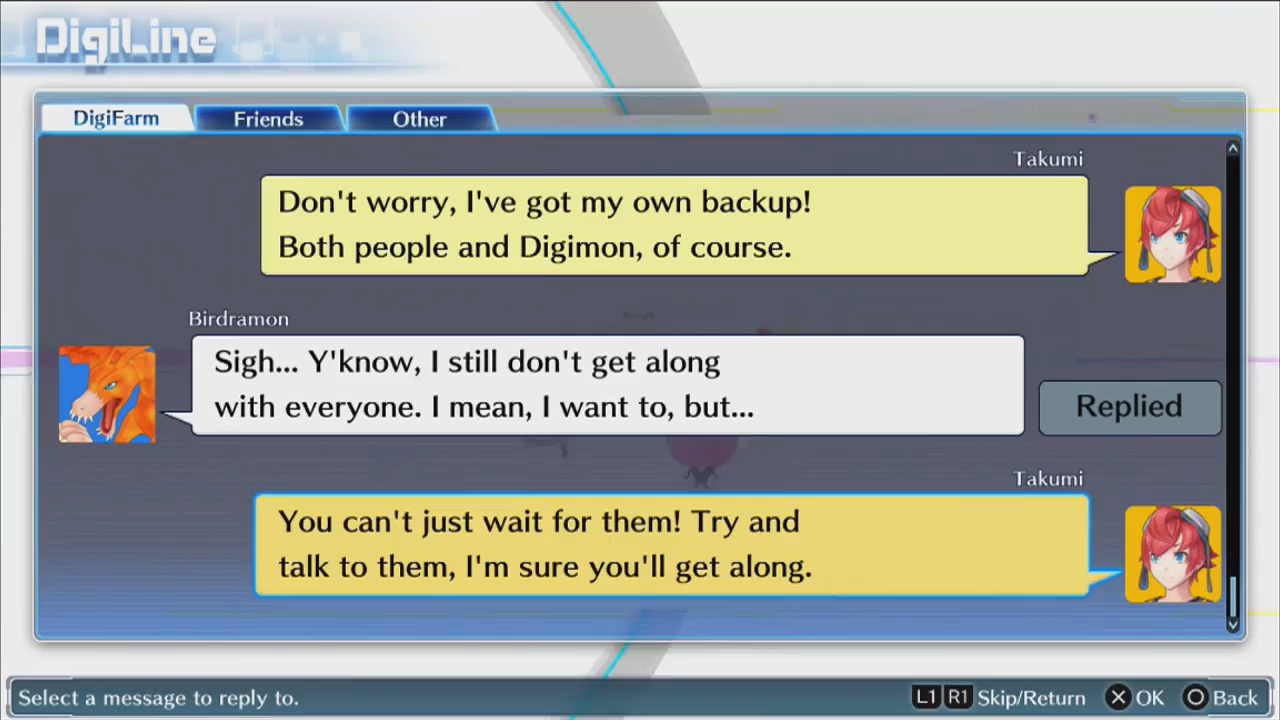 DigiLine
DigiFarm
Friends
Other
Takumi
Don't worry, I've got my own backup!
Both people and Digimon, of course.
Birdramon
Sigh... Y'know, I still don't get along
with everyone. I mean, I want to, but...
Replied
Takumi
You can't just wait for them! Try and
talk to them, I'm sure you'll get along.
Select a message to reply to.
L1 R1 Skip/Return
OK
Back